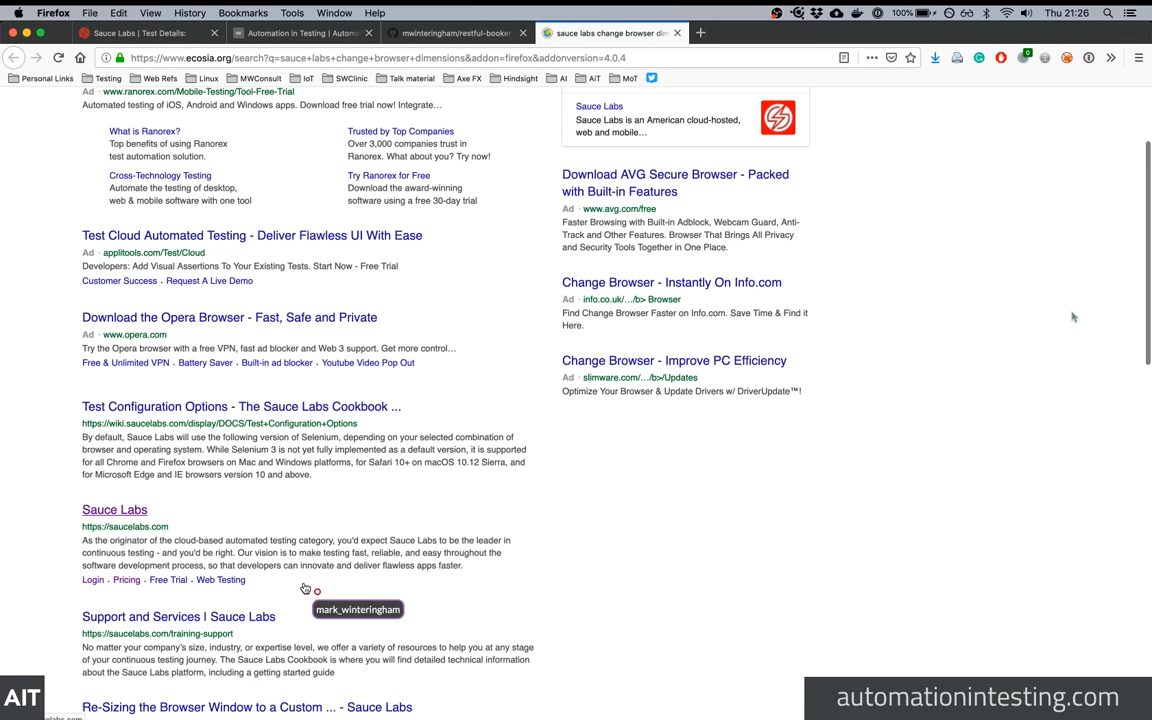 Firefox File Edit View History Bookmarks Tools Window Help 100% Thu 21:26
Sauce Labs | Test Details: × Automation in Testing | Automa × mwinteringham/restful-booker- × sauce labs change browser dim × +
https://www.ecosia.org/search?q=sauce+labs+change+browser+dimensions&addon=firefox&addonversion=4.0.4
Personal Links Testing Web Refs Linux MWConsult IoT SWClinic Talk material Axe FX Hindsight AI AiT MoT
Ad · www.ranorex.com/Mobile-Testing/Tool-Free-Trial
Automated testing of iOS, Android and Windows apps. Download free trial now! Integrate…
What is Ranorex?
Top benefits of using Ranorex
test automation solution.
Trusted by Top Companies
Over 3,000 companies trust in
Ranorex. What about you? Try now!
Cross-Technology Testing
Automate the testing of desktop,
web & mobile software with one tool
Try Ranorex for Free
Download the award-winning
software using a free 30-day trial
Test Cloud Automated Testing - Deliver Flawless UI With Ease
Ad · applitools.com/Test/Cloud
Developers: Add Visual Assertions To Your Existing Tests. Start Now - Free Trial
Customer Success · Request A Live Demo
Download the Opera Browser - Fast, Safe and Private
Ad · www.opera.com
Try the Opera browser with a free VPN, fast ad blocker and Web 3 support. Get more control…
Free & Unlimited VPN · Battery Saver · Built-in ad blocker · Youtube Video Pop Out
Test Configuration Options - The Sauce Labs Cookbook ...
https://wiki.saucelabs.com/display/DOCS/Test+Configuration+Options
By default, Sauce Labs will use the following version of Selenium, depending on your selected combination of
browser and operating system. While Selenium 3 is not yet fully implemented as a default version, it is supported
for all Chrome and Firefox browsers on Mac and Windows platforms, for Safari 10+ on macOS 10.12 Sierra, and
for Microsoft Edge and IE browsers version 10 and above.
Sauce Labs
https://saucelabs.com
As the originator of the cloud-based automated testing category, you'd expect Sauce Labs to be the leader in
continuous testing - and you'd be right. Our vision is to make testing fast, reliable, and easy throughout the
software development process, so that developers can innovate and deliver flawless apps faster.
Login · Pricing · Free Trial · Web Testing
mark_winteringham
Support and Services | Sauce Labs
https://saucelabs.com/training-support
No matter your company's size, industry, or expertise level, we offer a variety of resources to help you at any stage
of your continuous testing journey. The Sauce Labs Cookbook is where you will find detailed technical information
about the Sauce Labs platform, including a getting started guide
Re-Sizing the Browser Window to a Custom ... - Sauce Labs
Sauce Labs
Sauce Labs is an American cloud-hosted,
web and mobile…
Download AVG Secure Browser - Packed
with Built-in Features
Ad · www.avg.com/free
Faster Browsing with Built-in Adblock, Webcam Guard, Anti-
Track and Other Features. Browser That Brings All Privacy
and Security Tools Together in One Place.
Change Browser - Instantly On Info.com
Ad · info.co.uk/…/b> Browser
Find Change Browser Faster on Info.com. Save Time & Find it
Here.
Change Browser - Improve PC Efficiency
Ad · slimware.com/…/b>/Updates
Optimize Your Browser & Update Drivers w/ DriverUpdate™!
AIT
automationintesting.com